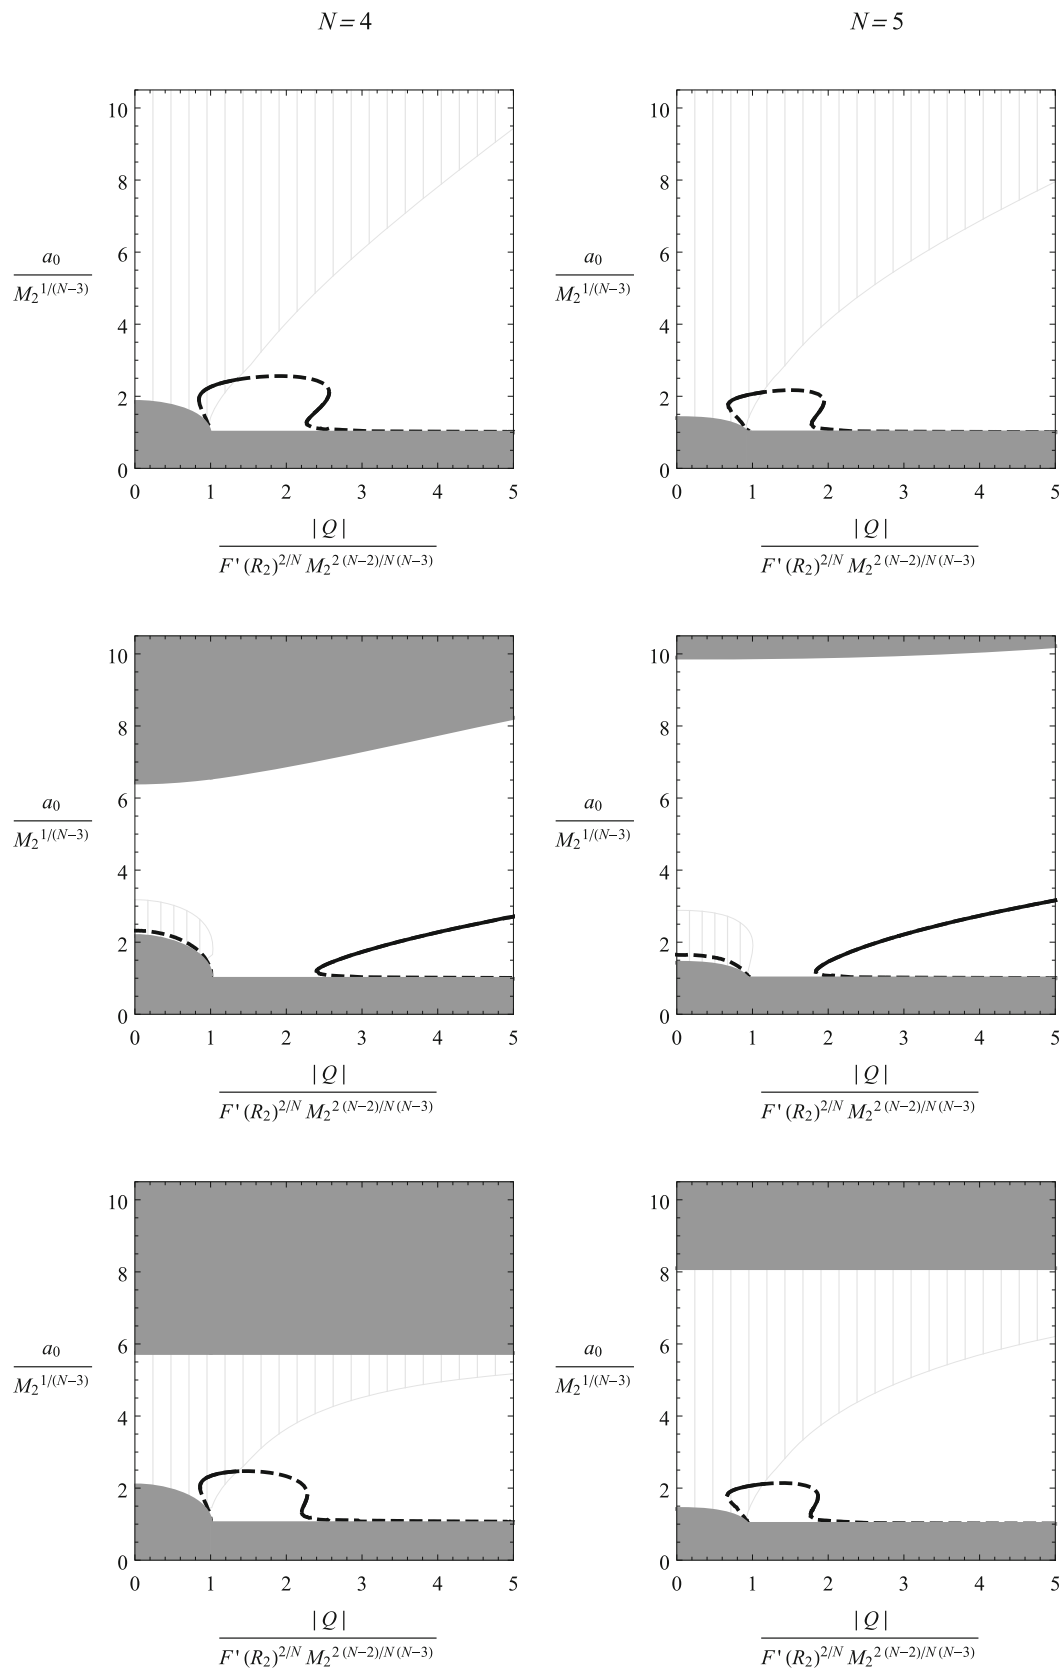 N = 4 N = 5
10 10
8 8
a₀ / M₂^{1/(N−3)} 6 a₀ / M₂^{1/(N−3)} 6
4 4
2 2
0 0
0 1 2 3 4 5 0 1 2 3 4 5
|Q| |Q|
F'(R₂)^{2/N} M₂^{2(N−2)/N(N−3)} F'(R₂)^{2/N} M₂^{2(N−2)/N(N−3)}
10 10
8 8
a₀ / M₂^{1/(N−3)} 6 a₀ / M₂^{1/(N−3)} 6
4 4
2 2
0 0
0 1 2 3 4 5 0 1 2 3 4 5
|Q| |Q|
F'(R₂)^{2/N} M₂^{2(N−2)/N(N−3)} F'(R₂)^{2/N} M₂^{2(N−2)/N(N−3)}
10 10
8 8
a₀ / M₂^{1/(N−3)} 6 a₀ / M₂^{1/(N−3)} 6
4 4
2 2
0 0
0 1 2 3 4 5 0 1 2 3 4 5
|Q| |Q|
F'(R₂)^{2/N} M₂^{2(N−2)/N(N−3)} F'(R₂)^{2/N} M₂^{2(N−2)/N(N−3)}